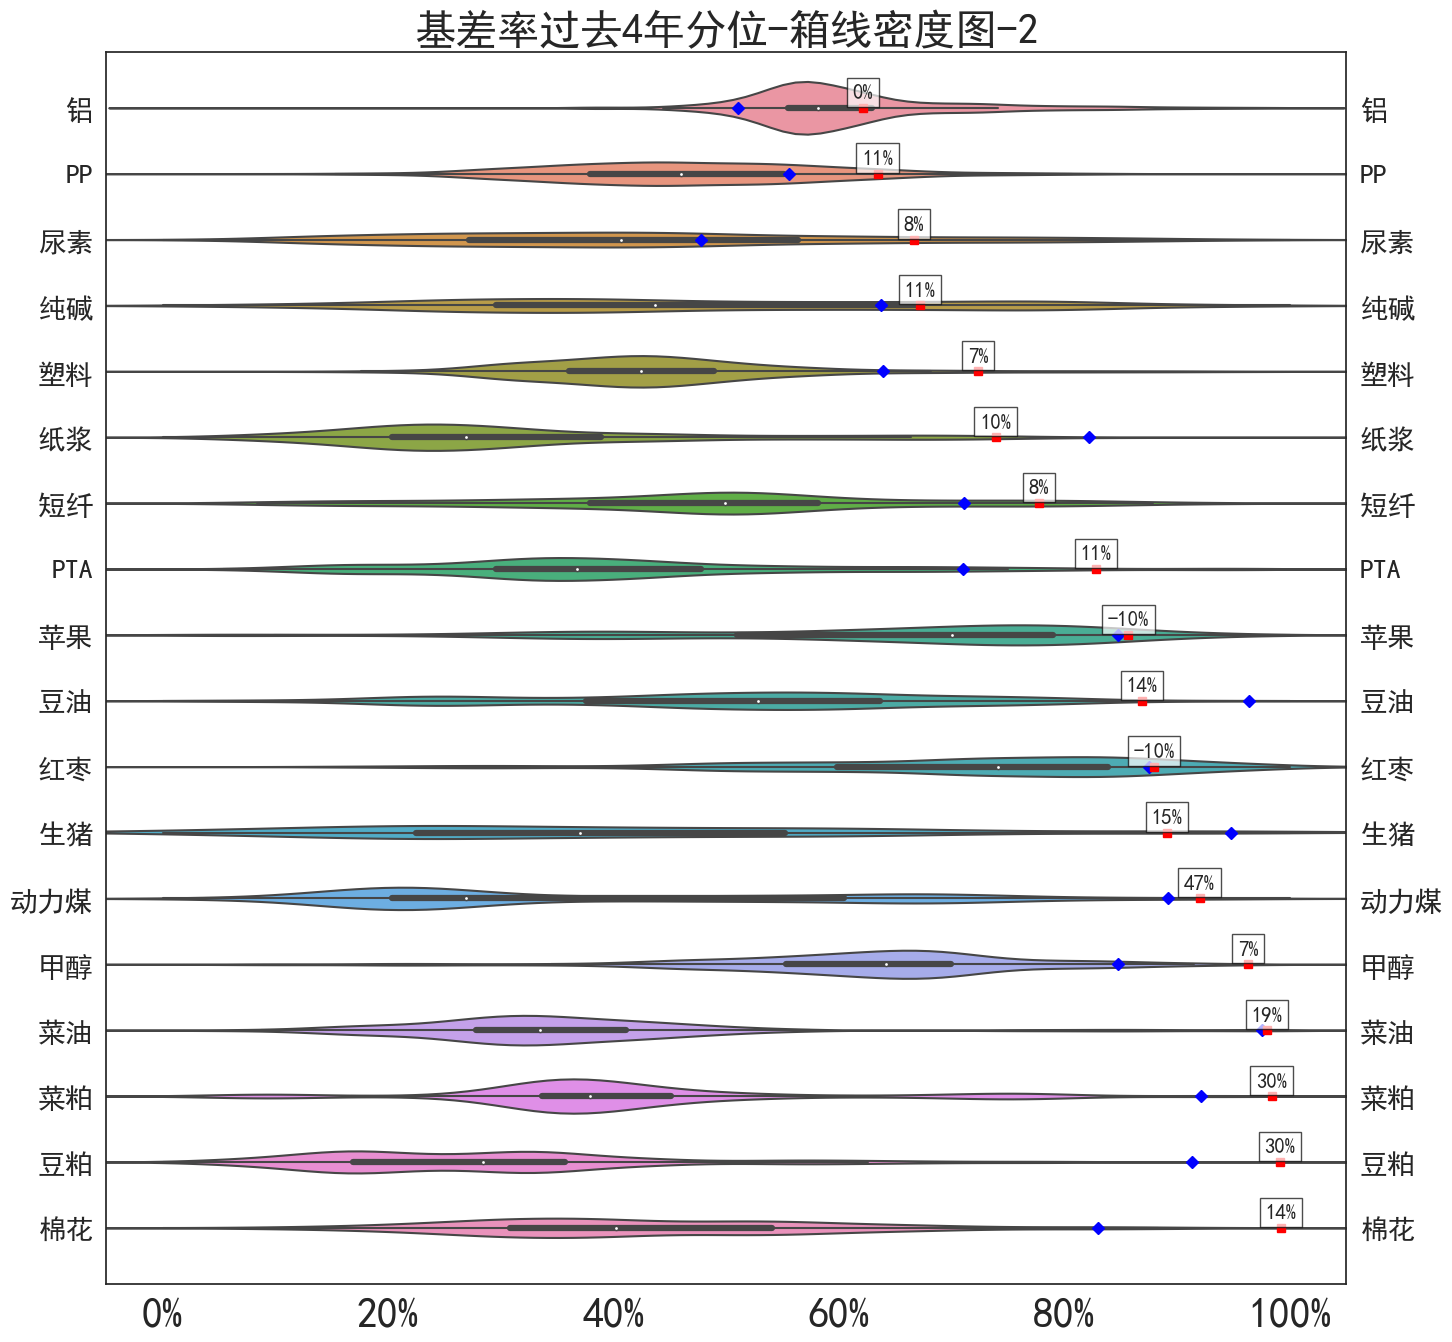 基差率过去4年分位-箱线密度图-2
铝 0% 铝
PP 11% PP
尿素 8% 尿素
纯碱 11% 纯碱
塑料 7% 塑料
纸浆 10% 纸浆
短纤 8% 短纤
PTA 11% PTA
苹果 -10% 苹果
豆油 14% 豆油
红枣 -10% 红枣
生猪 15% 生猪
动力煤 47% 动力煤
甲醇 7% 甲醇
菜油 19% 菜油
菜粕 30% 菜粕
豆粕 30% 豆粕
棉花 14% 棉花
0% 20% 40% 60% 80% 100%